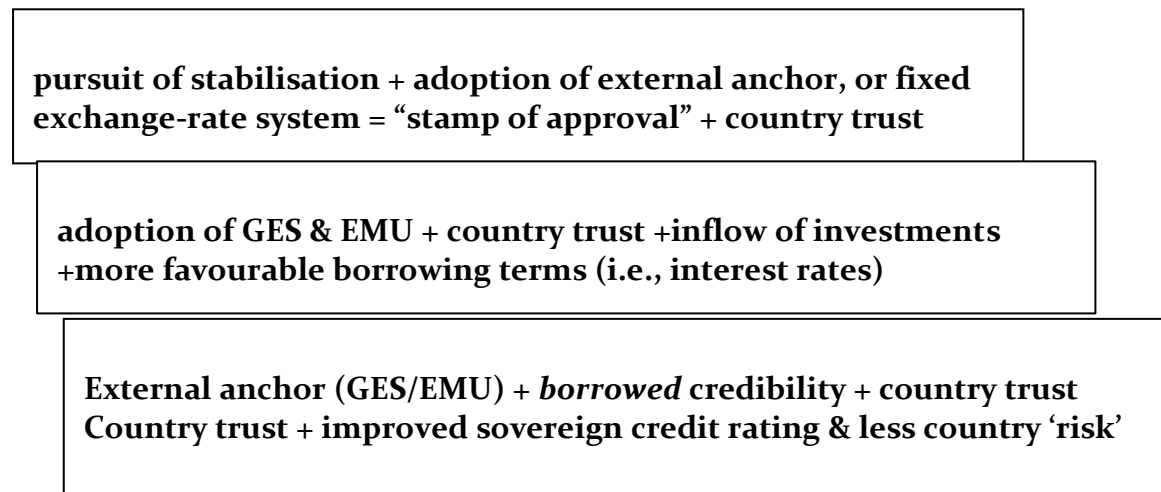 pursuit of stabilisation + adoption of external anchor, or fixed
exchange-rate system = “stamp of approval” + country trust
adoption of GES & EMU + country trust +inflow of investments
+more favourable borrowing terms (i.e., interest rates)
External anchor (GES/EMU) + borrowed credibility + country trust
Country trust + improved sovereign credit rating & less country ‘risk’